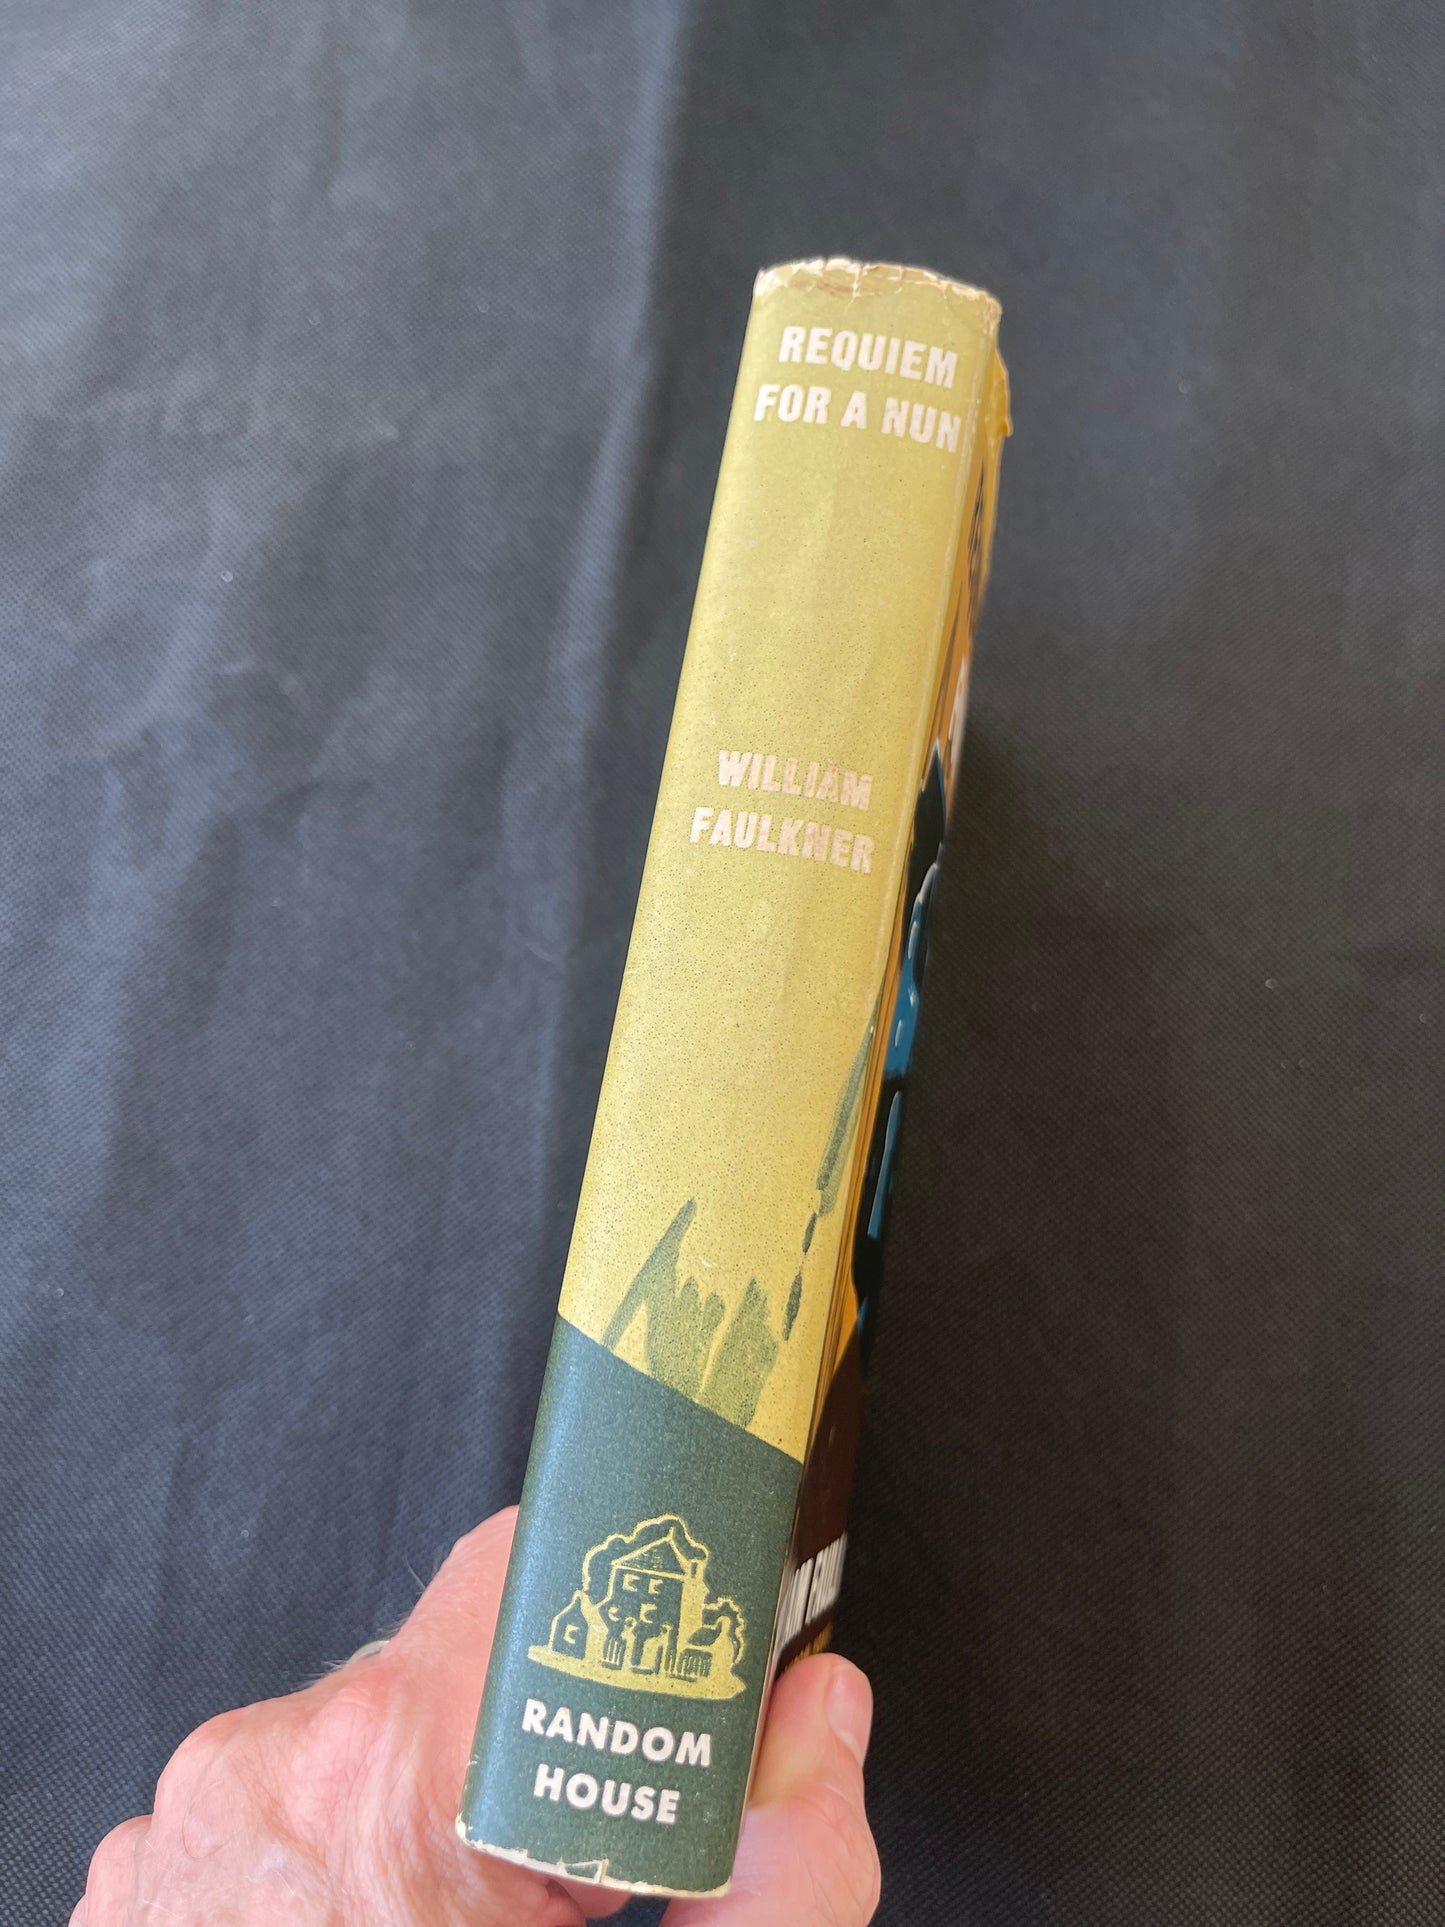 REQUIEM
FOR A NUN
WILLIAM
FAULKNER
RANDOM
HOUSE